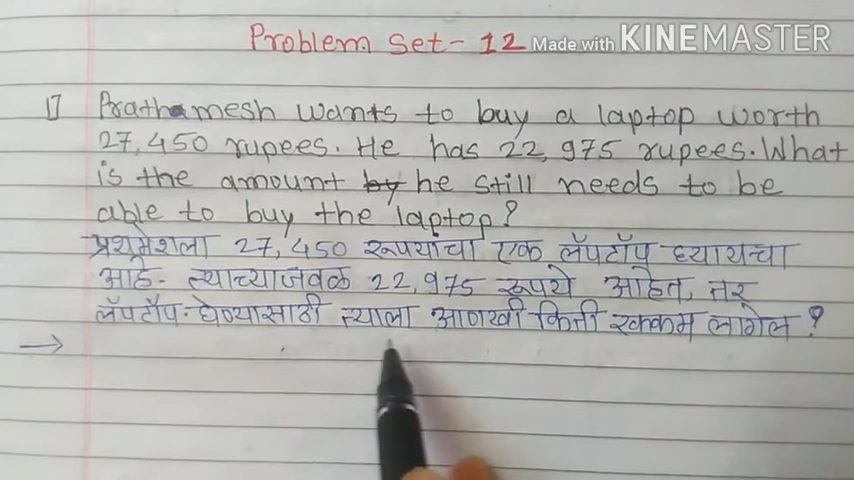 Problem Set-12
Made with KINEMASTER
1] Prathamesh wants to buy a laptop worth
27,450 rupees. He has 22,975 rupees. What
is the amount by he still needs to be
able to buy the laptop?
प्रथमेशला 27,450 रूपयांचा एक लॅपटॉप घ्यायचा
आहे. त्याच्याजवळ 22,975 रूपये आहेत, तर
लॅपटॉप घेण्यासाठी त्याला आणखी किती रक्कम लागेल?
→